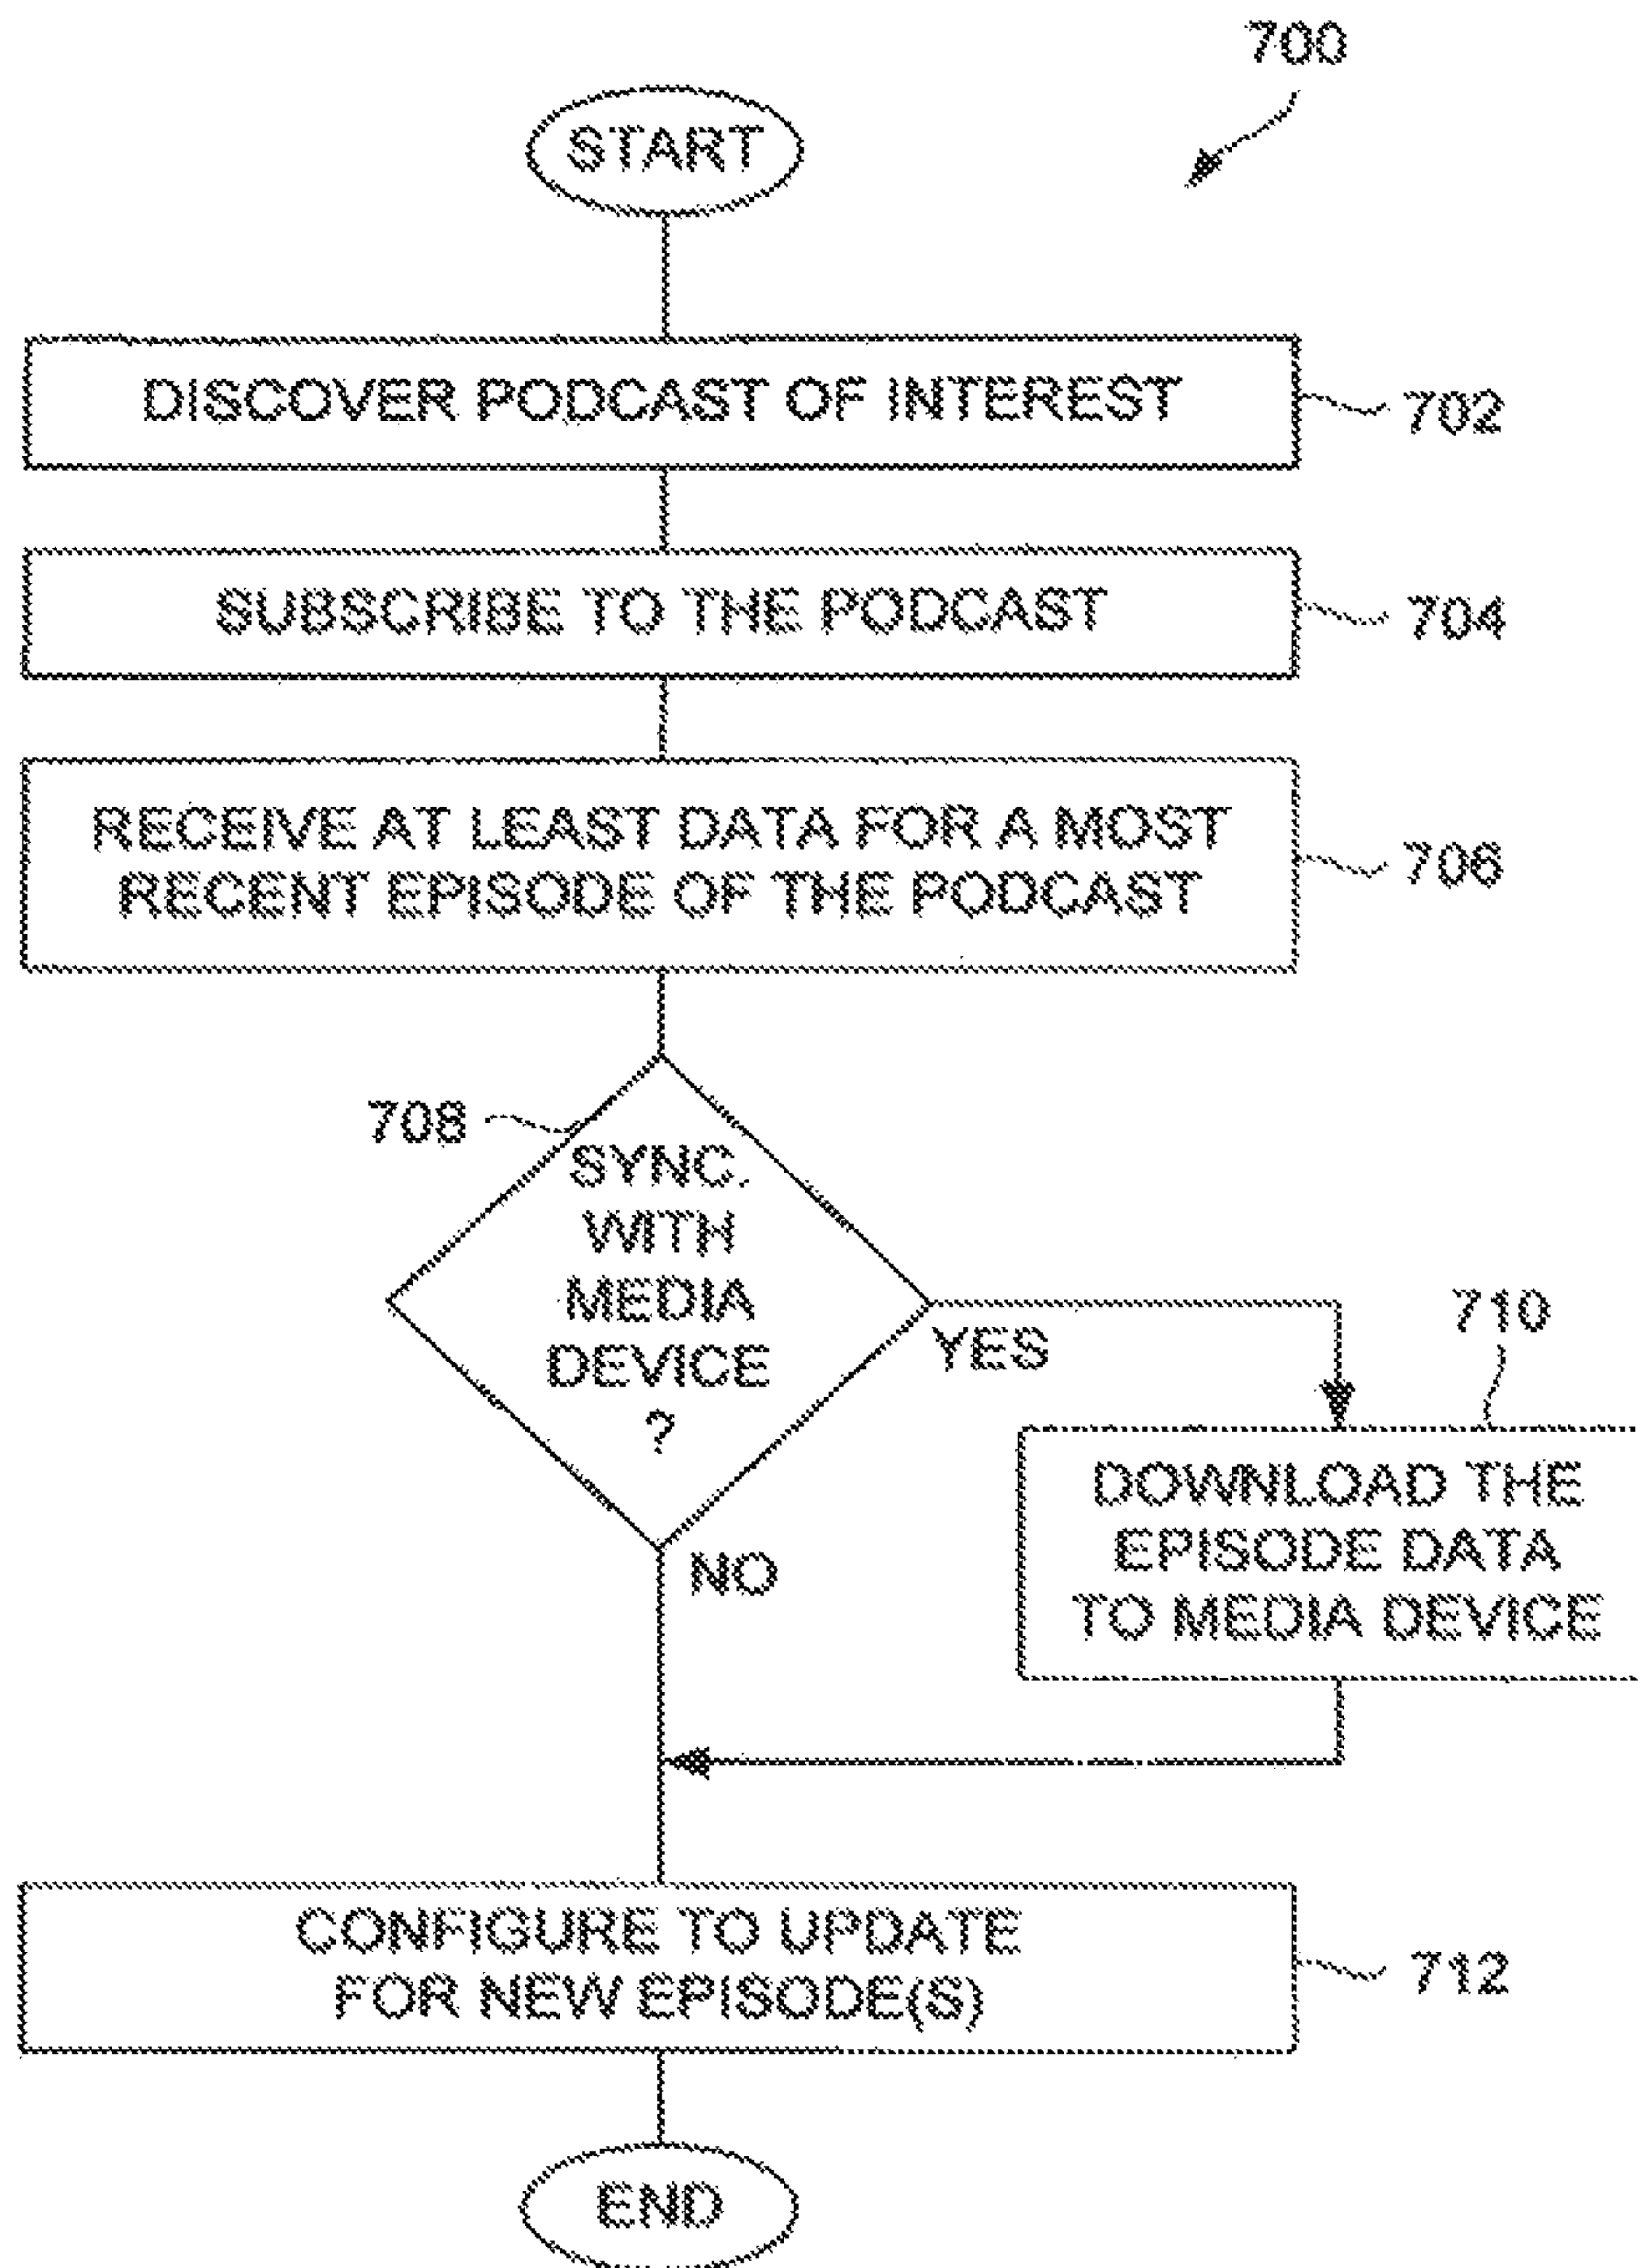 700
START
DISCOVER PODCAST OF INTEREST
702
SUBSCRIBE TO THE PODCAST
704
RECEIVE AT LEAST DATA FOR A MOST
RECENT EPISODE OF THE PODCAST
706
708
SYNC.
WITH
MEDIA
DEVICE
?
YES
710
DOWNLOAD THE
EPISODE DATA
TO MEDIA DEVICE
NO
CONFIGURE TO UPDATE
FOR NEW EPISODE(S)
712
END